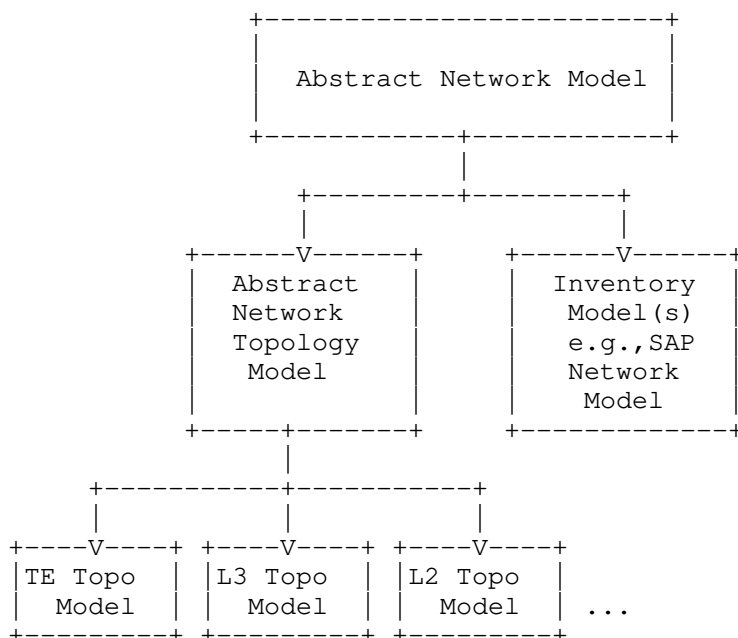 Abstract Network Model
Abstract
Network
Topology
Model
Inventory
Model(s)
e.g.,SAP
Network
Model
TE Topo
Model
L3 Topo
Model
L2 Topo
Model
...